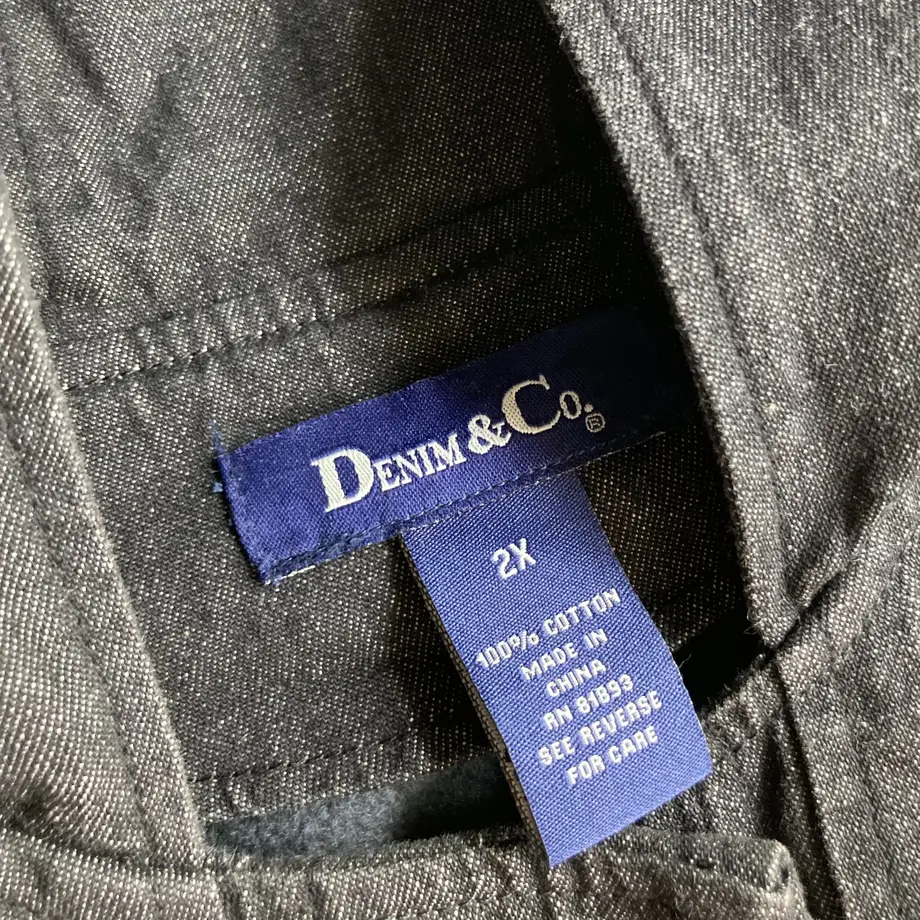 DENIM & CO.®
2X
100% COTTON
MADE IN
CHINA
RN 81893
SEE REVERSE
FOR CARE